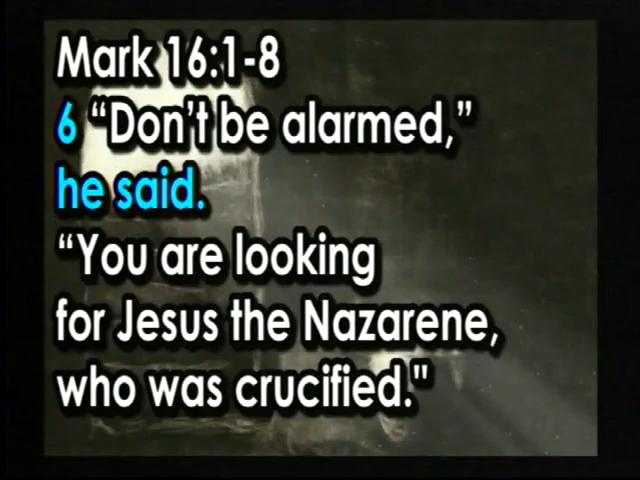 Mark 16:1-8
6 “Don’t be alarmed,”
he said.
“You are looking
for Jesus the Nazarene,
who was crucified."